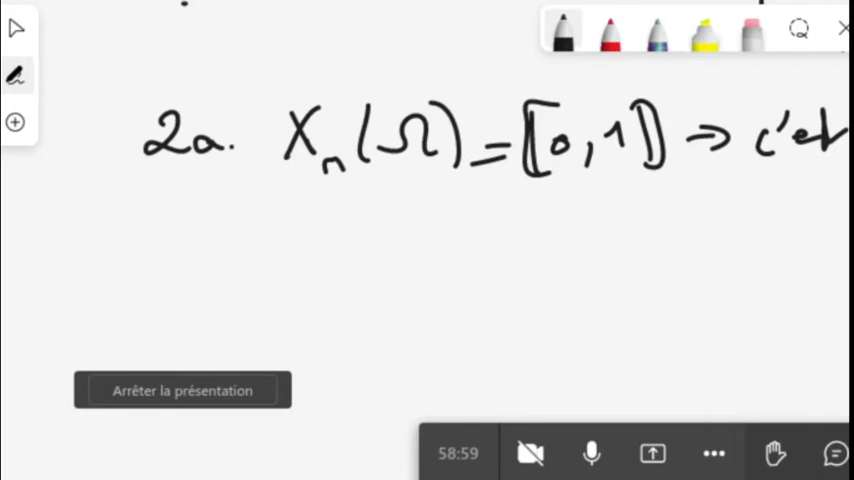 2a. Xₙ(Ω) = ⟦0, 1⟧ ⇒ c'est
Arrêter la présentation
58:59